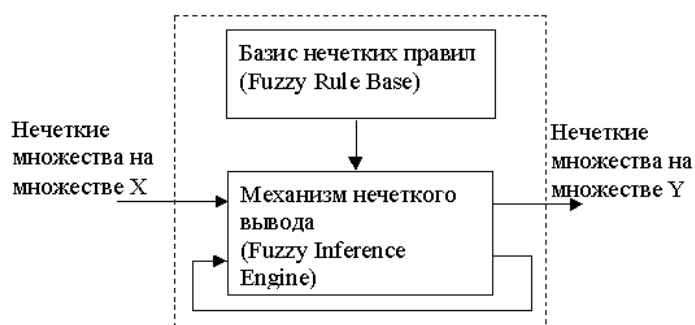 Базис нечетких правил
(Fuzzy Rule Base)
Нечеткие
множества на
множестве X
Механизм нечеткого
вывода
(Fuzzy Inference
Engine)
Нечеткие
множества на
множестве Y